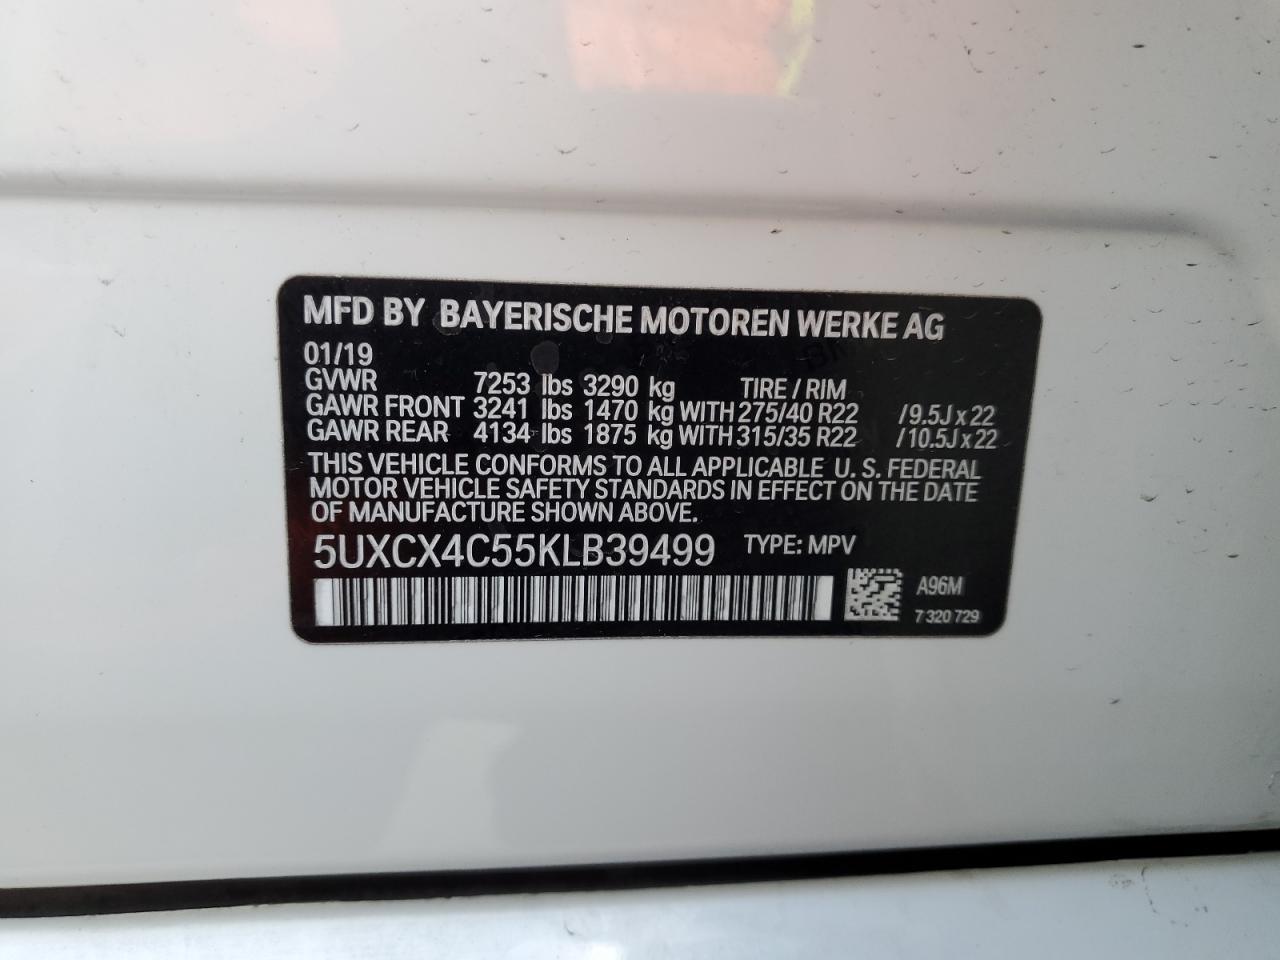 MFD BY BAYERISCHE MOTOREN WERKE AG
01/19
GVWR 7253 lbs 3290 kg TIRE / RIM
GAWR FRONT 3241 lbs 1470 kg WITH 275/40 R22 / 9.5J x 22
GAWR REAR 4134 lbs 1875 kg WITH 315/35 R22 / 10.5J x 22
THIS VEHICLE CONFORMS TO ALL APPLICABLE U. S. FEDERAL
MOTOR VEHICLE SAFETY STANDARDS IN EFFECT ON THE DATE
OF MANUFACTURE SHOWN ABOVE.
5UXCX4C55KLB39499 TYPE: MPV
A96M
7 320 729